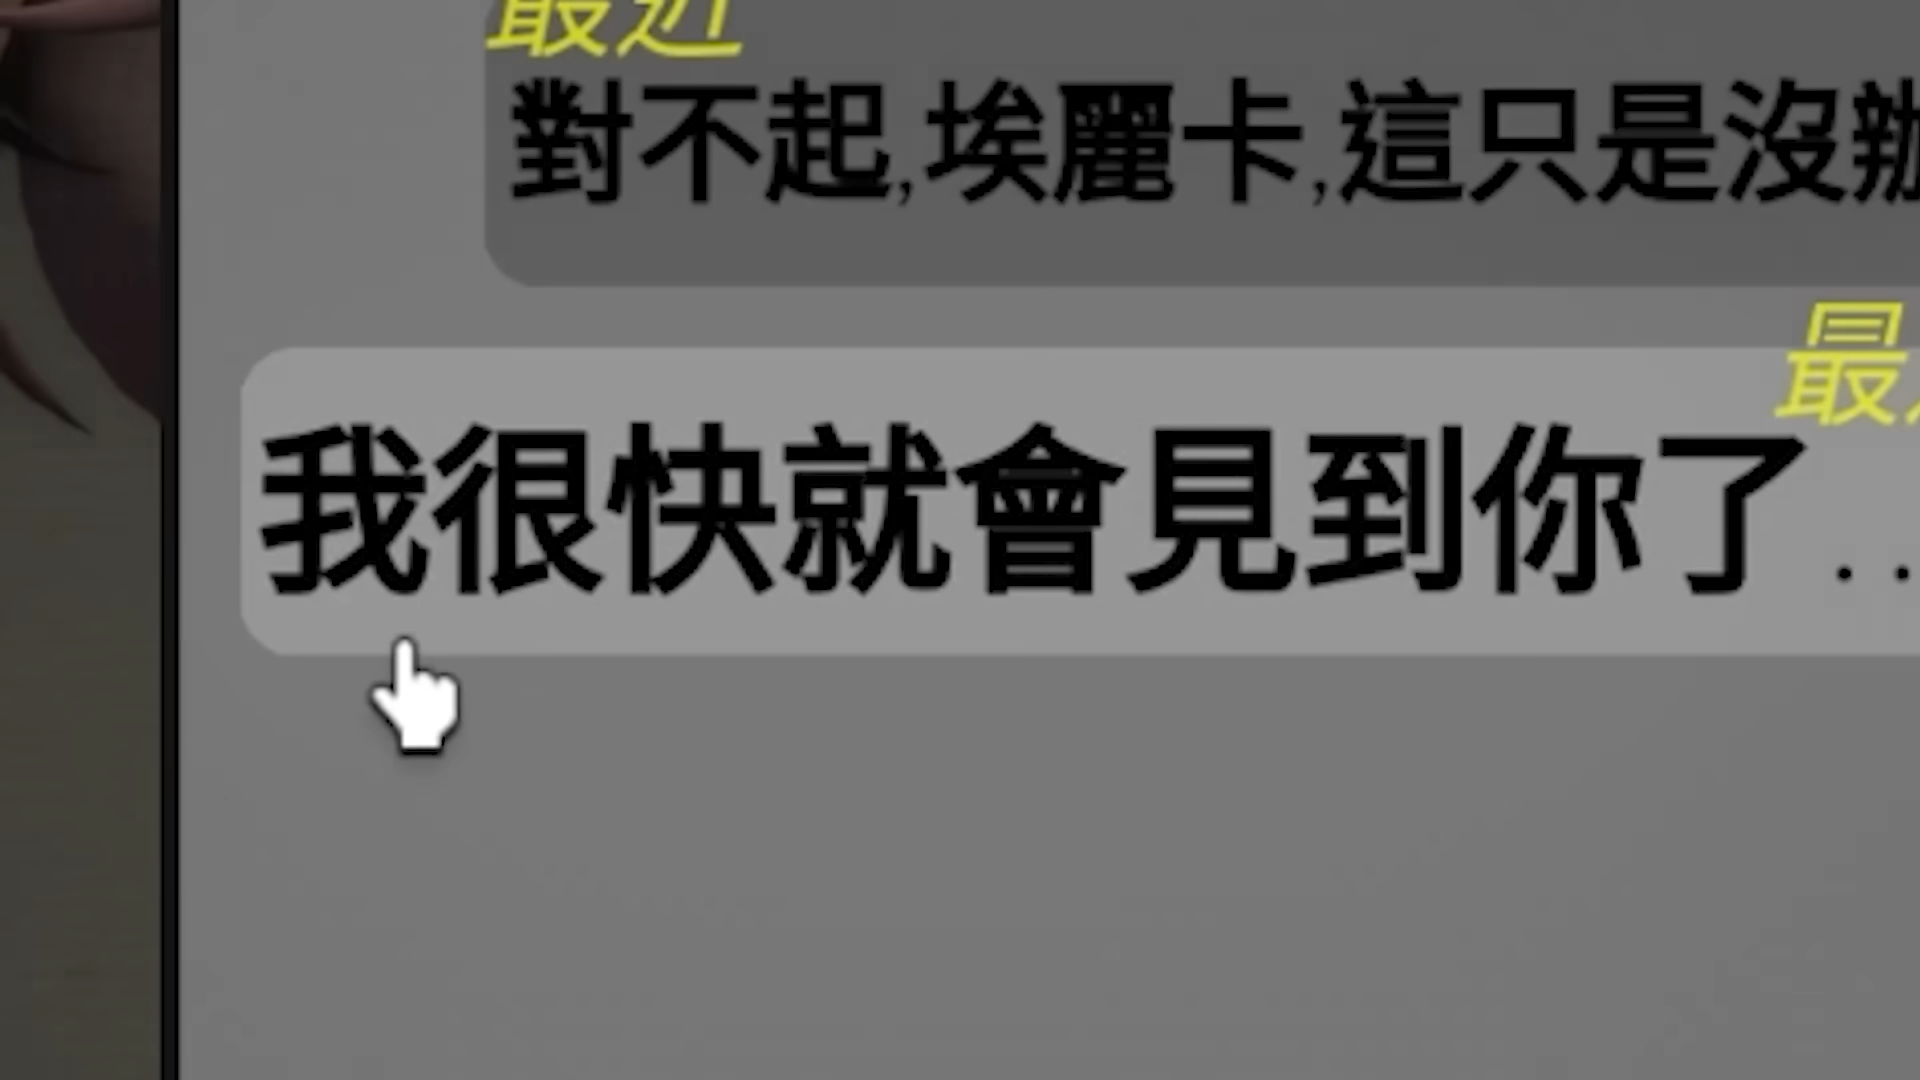 最近
對不起,埃麗卡,這只是沒辦
最
我很快就會見到你了..